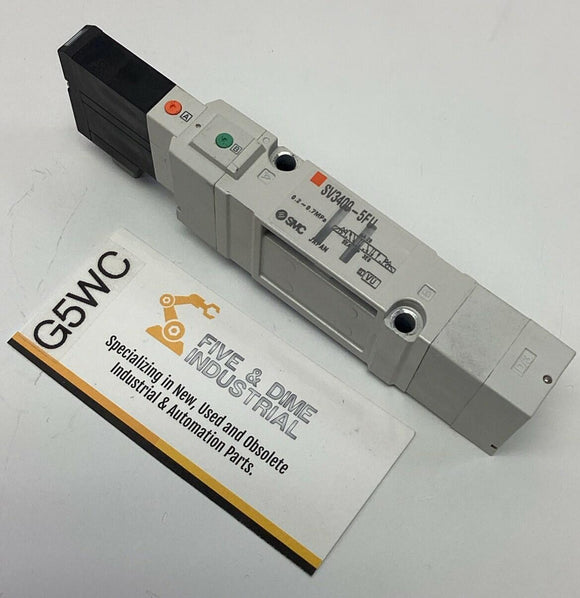 A
B
SV3400-5FU
0.2~0.7MPa
SMC
JAPAN
VU
A
B
G5WC
FIVE & DIME
INDUSTRIAL
Specializing in New, Used and Obsolete
Industrial & Automation Parts.